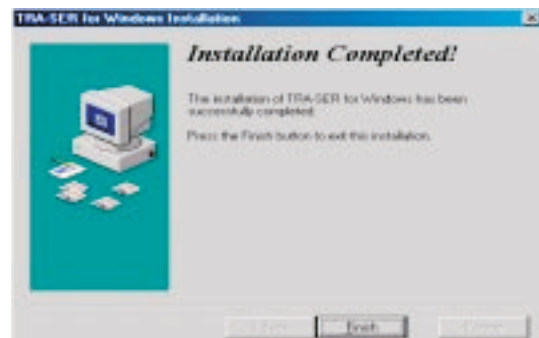 TRA-SER for Windows Installation
Installation Completed!
The installation of TRA-SER for Windows has been
successfully completed.
Press the Finish button to exit this installation.
Finish